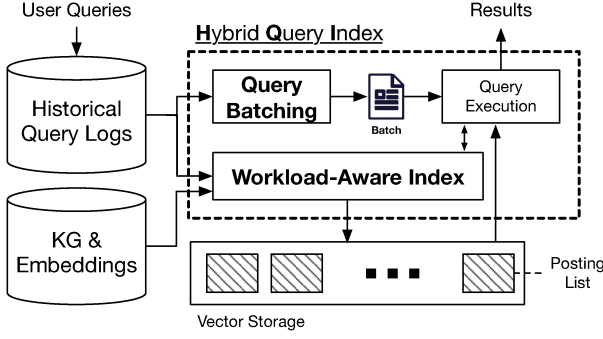 User Queries
Results
Hybrid Query Index
Historical
Query Logs
Query
Batching
Batch
Query
Execution
Workload-Aware Index
KG &
Embeddings
Posting
List
Vector Storage